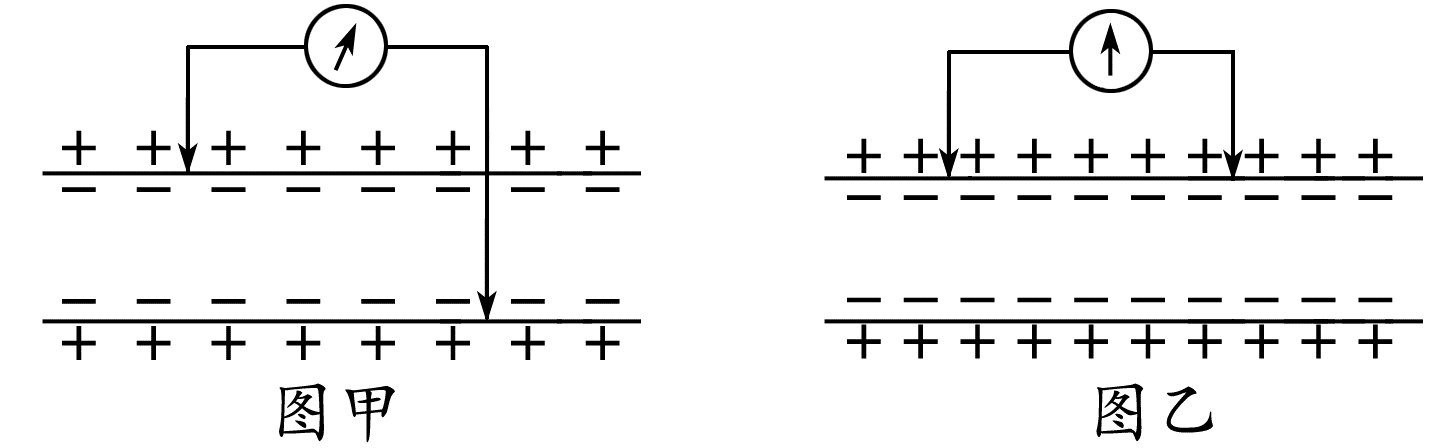 + + + + + + + +
− − − − − − − −
− − − − − − − −
+ + + + + + + +
图甲
+ + + + + + + + + +
− − − − − − − − − −
− − − − − − − − − −
+ + + + + + + + + +
图乙